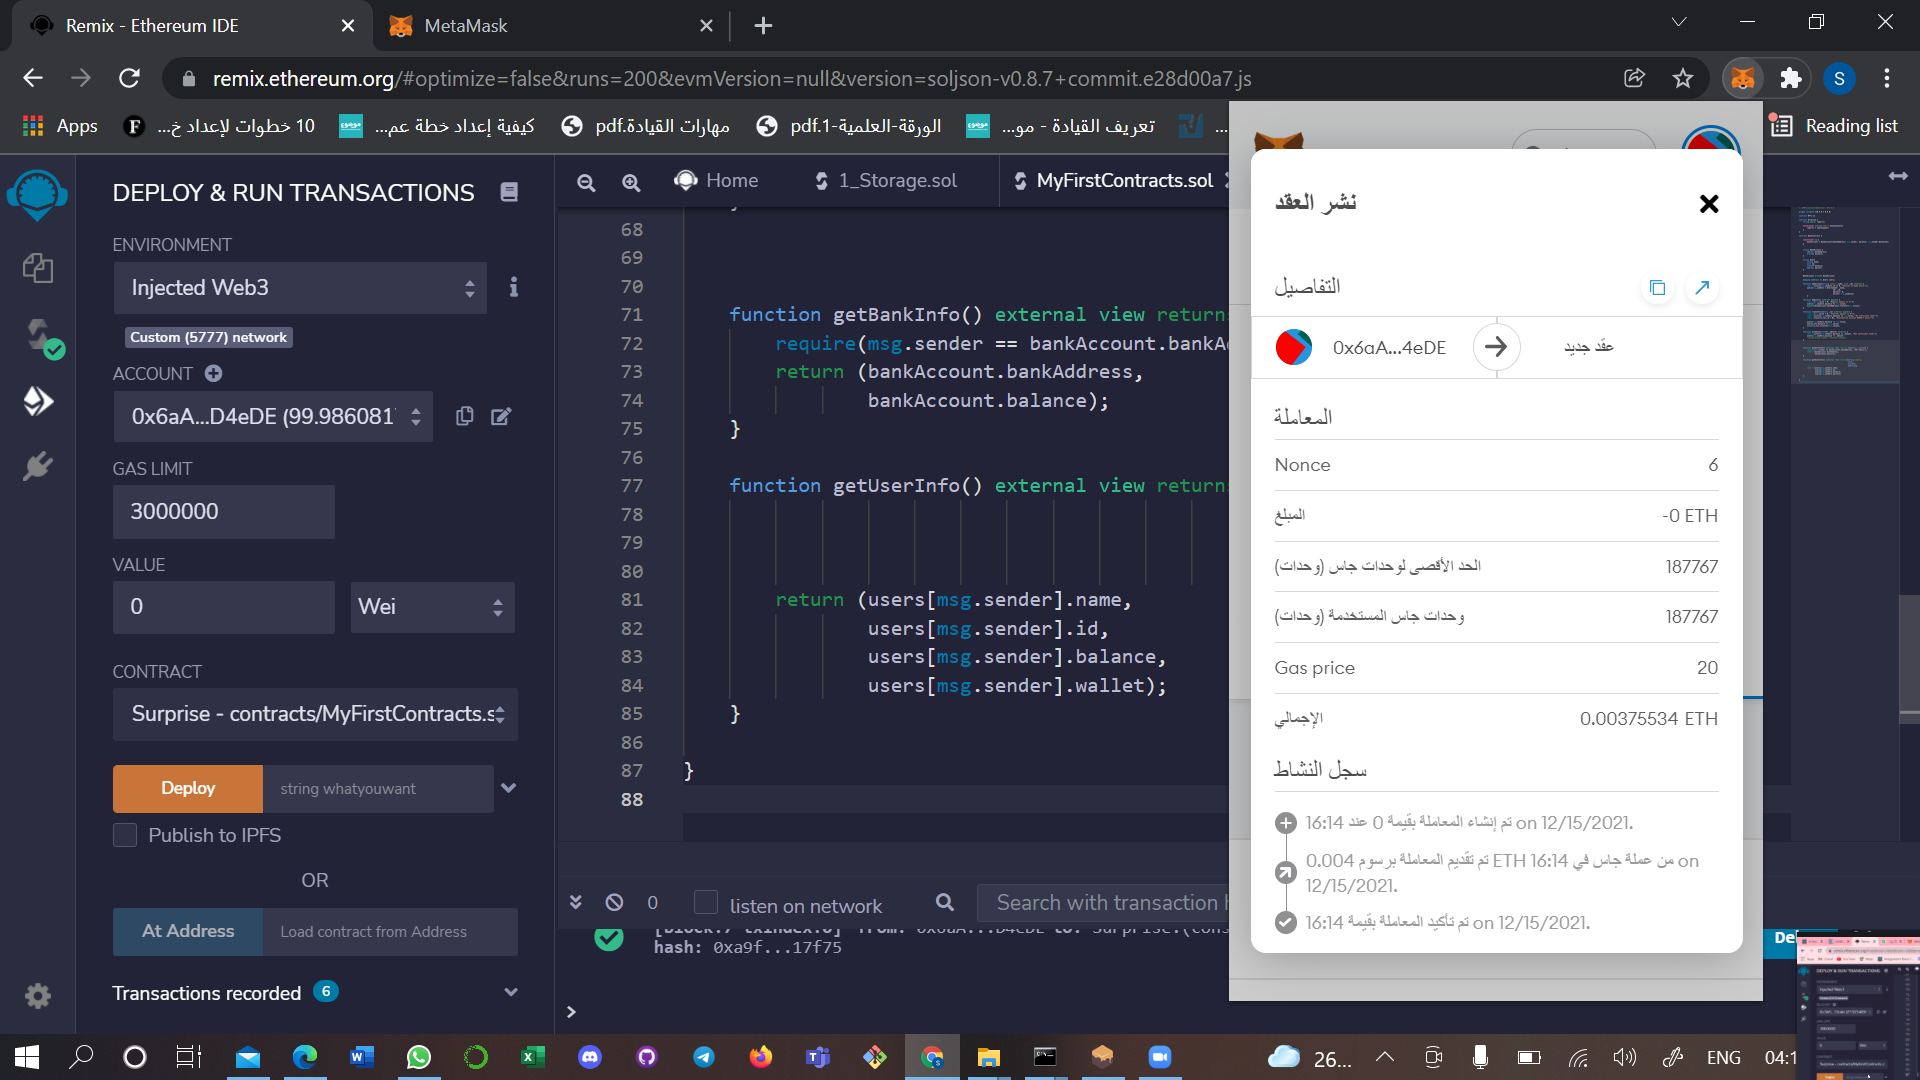 Remix - Ethereum IDE
MetaMask
remix.ethereum.org/#optimize=false&runs=200&evmVersion=null&version=soljson-v0.8.7+commit.e28d00a7.js
S
Apps
10 خطوات لإعداد خ...
كيفية إعداد خطة عم...
مهارات القيادة.pdf
الورقة-العلمية-1.pdf
تعريف القيادة - مو...
...
Reading list
DEPLOY & RUN TRANSACTIONS
ENVIRONMENT
Injected Web3
Custom (5777) network
ACCOUNT
0x6aA...D4eDE (99.986081
GAS LIMIT
3000000
VALUE
0
Wei
CONTRACT
Surprise - contracts/MyFirstContracts.s
Deploy
string whatyouwant
Publish to IPFS
OR
At Address
Load contract from Address
Transactions recorded 6
Home
1_Storage.sol
MyFirstContracts.sol
68
69
70
71 function getBankInfo() external view returns
72 require(msg.sender == bankAccount.bankA
73 return (bankAccount.bankAddress,
74 bankAccount.balance);
75 }
76
77 function getUserInfo() external view returns
78
79
80
81 return (users[msg.sender].name,
82 users[msg.sender].id,
83 users[msg.sender].balance,
84 users[msg.sender].wallet);
85 }
86
87 }
88
0
listen on network
Search with transaction
hash: 0xa9f...17f75
>
نشر العقد
التفاصيل
0x6aA...4eDE
عقد جديد
المعاملة
Nonce 6
المبلغ -0 ETH
الحد الأقصى لوحدات جاس (وحدات) 187767
وحدات جاس المستخدمة (وحدات) 187767
Gas price 20
الإجمالي 0.00375534 ETH
سجل النشاط
تم إنشاء المعاملة بقيمة 0 عند 16:14 on 12/15/2021.
تم تقديم المعاملة برسوم 0.004 ETH من عملة جاس في 16:14 on
12/15/2021.
تم تأكيد المعاملة بقيمة 16:14 on 12/15/2021.
De
26...
ENG
04:1